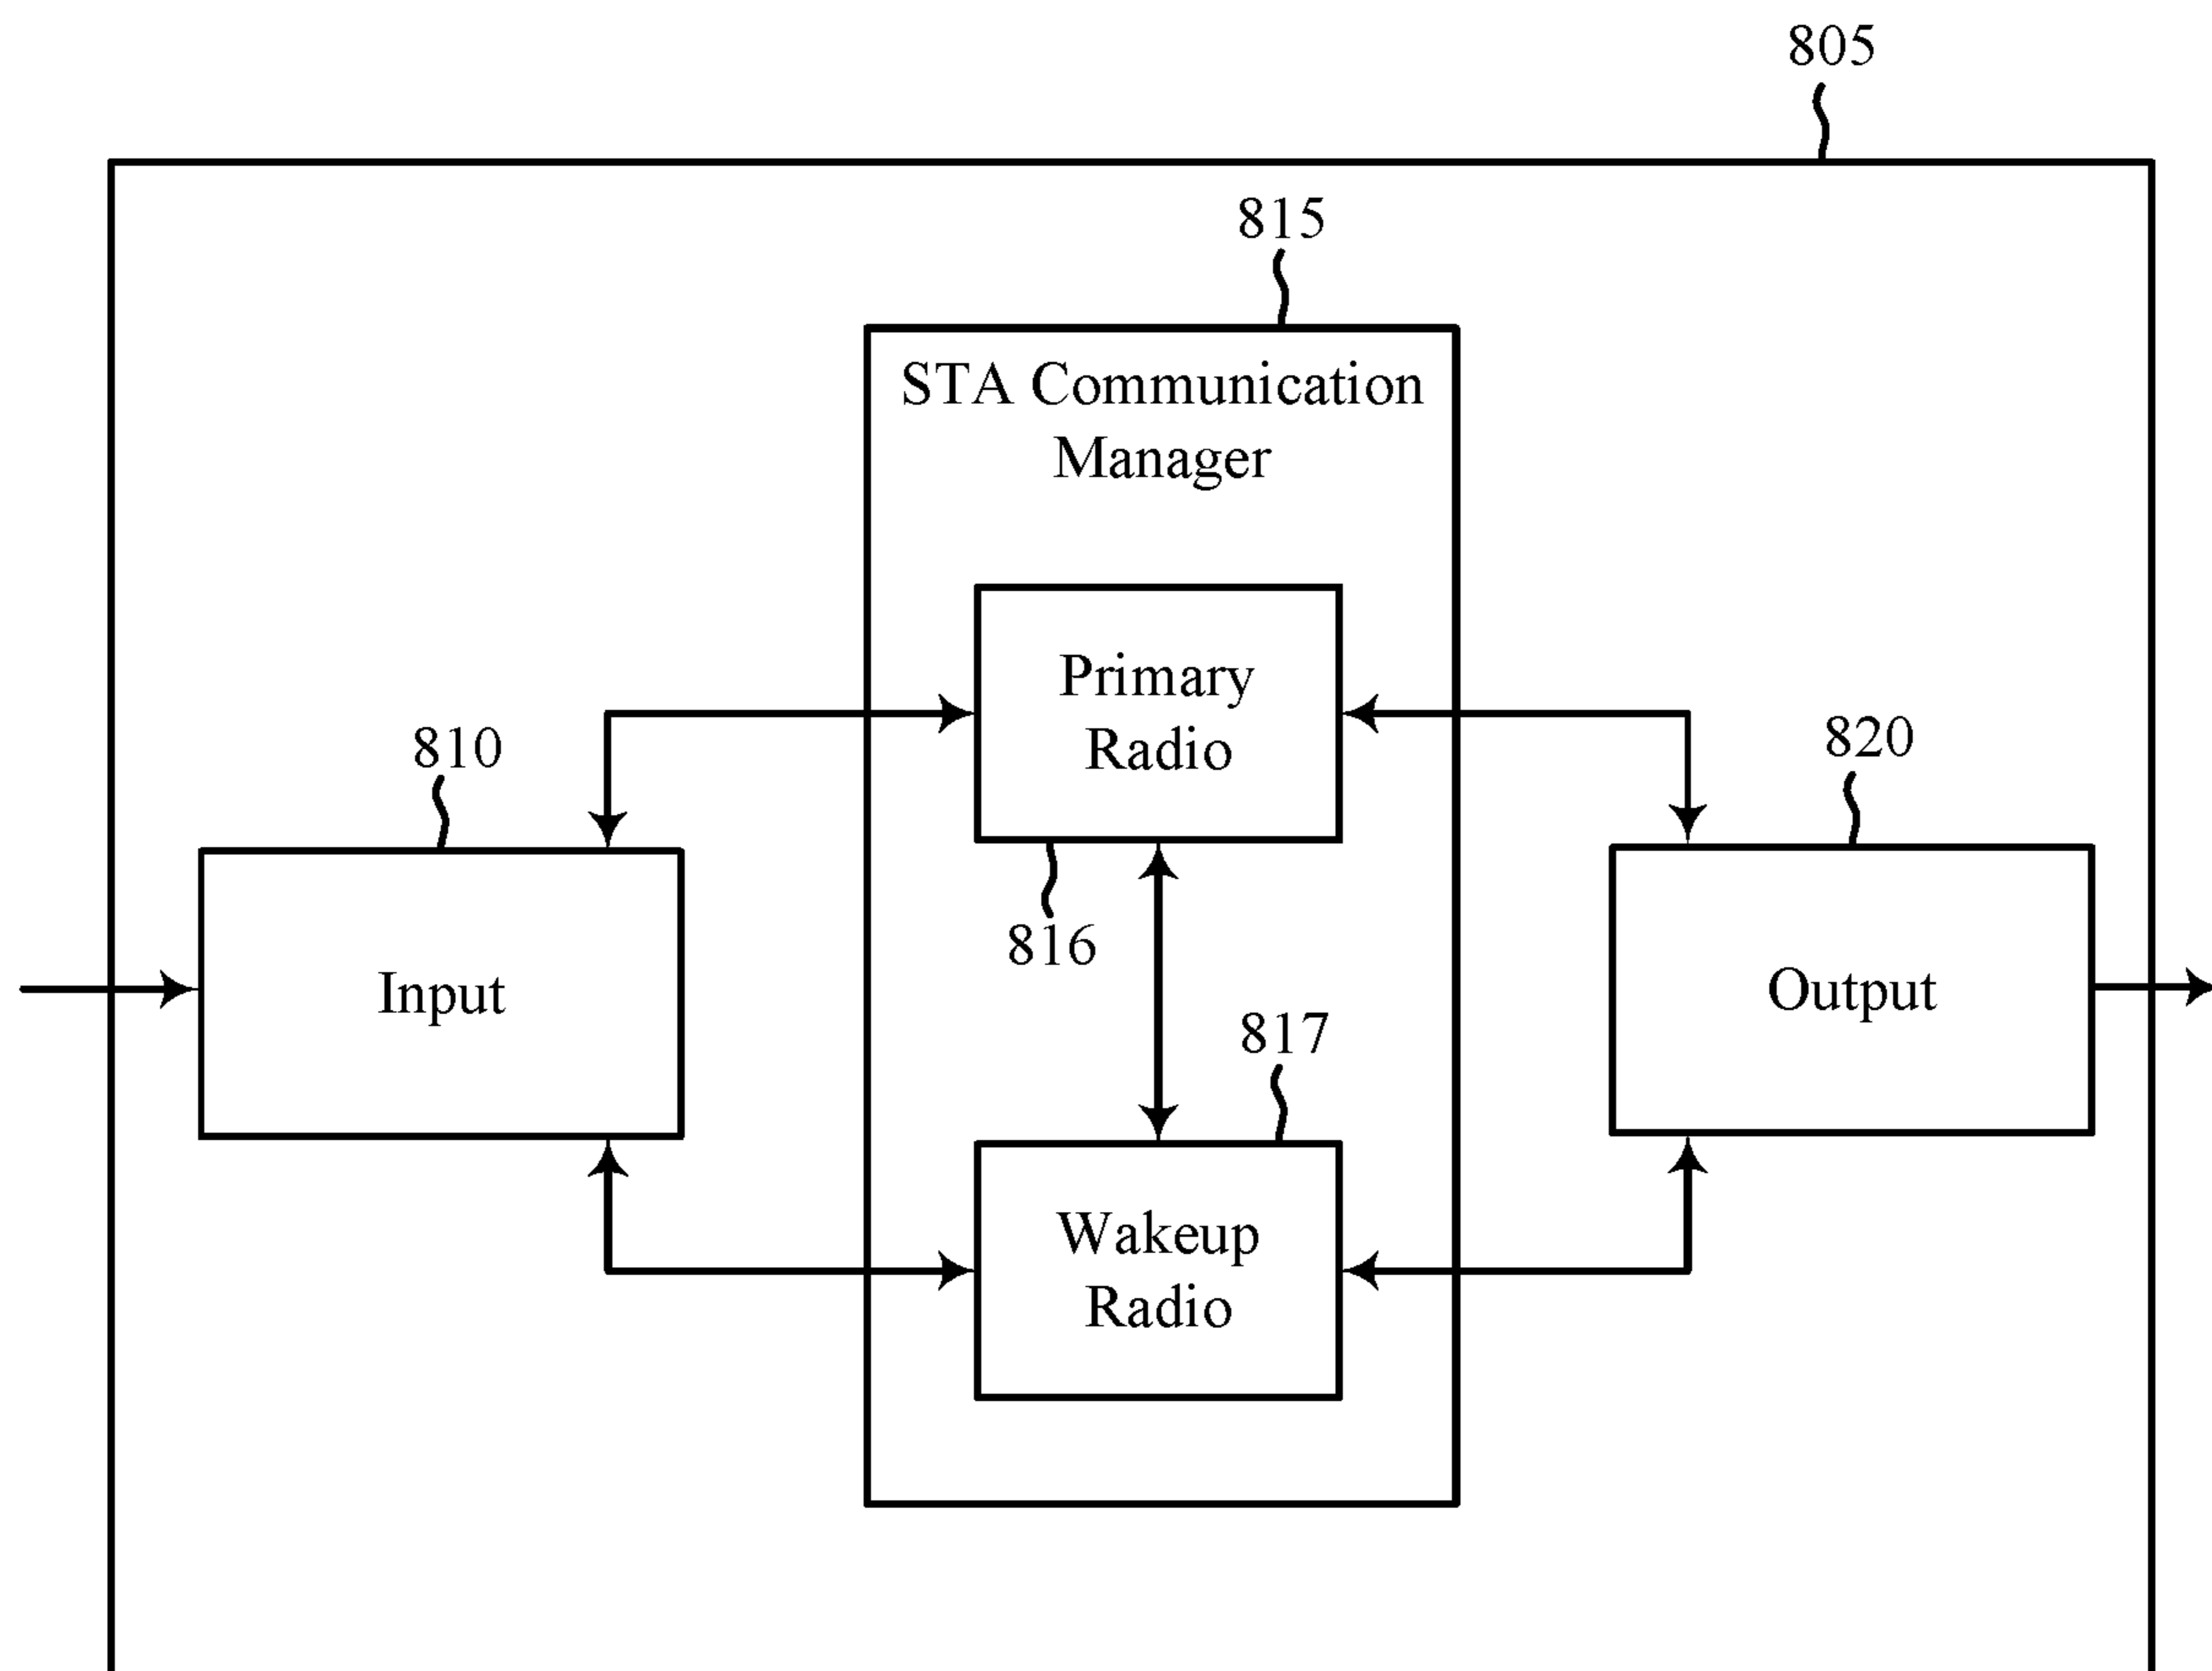 805
815
STA Communication
Manager
Primary
Radio
810
820
816
Input
Output
817
Wakeup
Radio